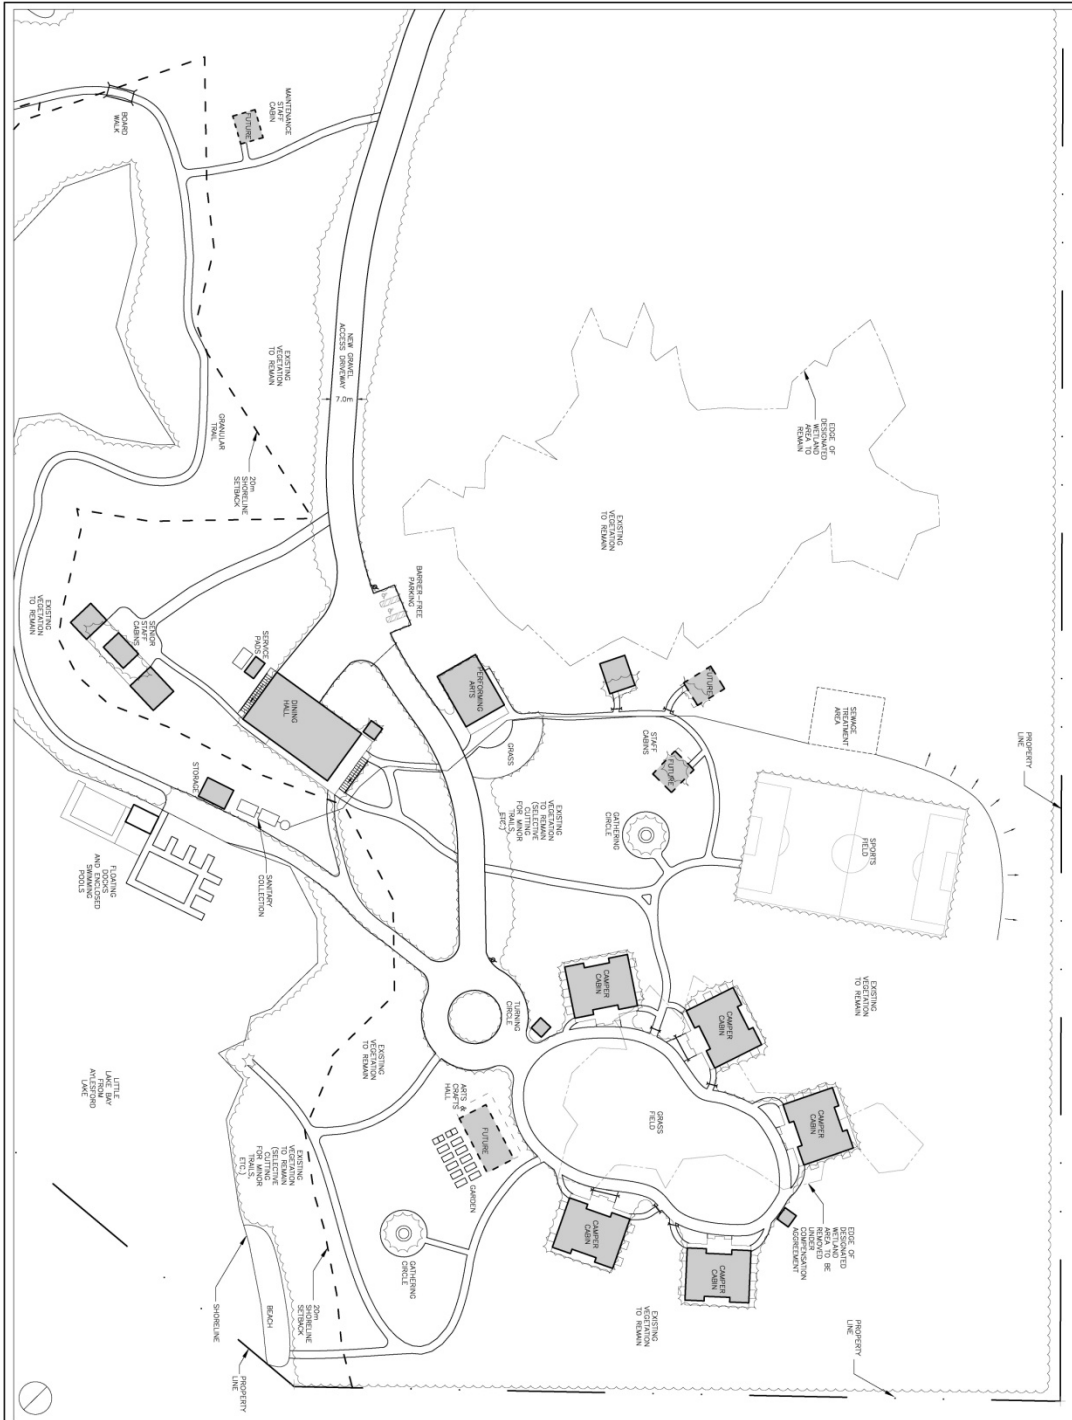 MAINTENANCE
STAFF
CABIN
FUTURE
BOARD
WALK
NEW GRAVEL
ACCESS DRIVEWAY
7.0m
EXISTING
VEGETATION
TO REMAIN
GRANULAR
TRAIL
20m
SHORELINE
SETBACK
EDGE OF
DESIGNATED
WETLAND
AREA TO
REMAIN
EXISTING
VEGETATION
TO REMAIN
BARRIER-FREE
PARKING
EXISTING
VEGETATION
TO REMAIN
SENIOR
STAFF
CABINS
SERVICE
PADS
DINING
HALL
PERFORMING
ARTS
GRASS
FUTURE
STAFF
CABINS
FUTURE
SEWAGE
TREATMENT
AREA
PROPERTY
LINE
SPORTS
FIELD
GATHERING
CIRCLE
EXISTING
VEGETATION
TO REMAIN
(SELECTIVE
CUTTING
FOR MINOR
TRAILS,
ETC.)
STORAGE
SANITARY
COLLECTION
FLOATING
DOCKS
AND ENCLOSED
SWIMMING
POOLS
CAMPER
CABIN
CAMPER
CABIN
EXISTING
VEGETATION
TO REMAIN
TURNING
CIRCLE
EXISTING
VEGETATION
TO REMAIN
LITTLE
LAKE BAY
FROM
AYLESFORD
LAKE
ARTS &
CRAFTS
HALL
FUTURE
GARDEN
GRASS
FIELD
CAMPER
CABIN
EXISTING
VEGETATION
TO REMAIN
(SELECTIVE
CUTTING
FOR MINOR
TRAILS,
ETC.)
CAMPER
CABIN
CAMPER
CABIN
EDGE OF
DESIGNATED
WETLAND
AREA TO BE
REMOVED
UNDER
COMPENSATION
AGGREEMENT
GATHERING
CIRCLE
SHORELINE
BEACH
20m
SHORELINE
SETBACK
EXISTING
VEGETATION
TO REMAIN
PROPERTY
LINE
PROPERTY
LINE